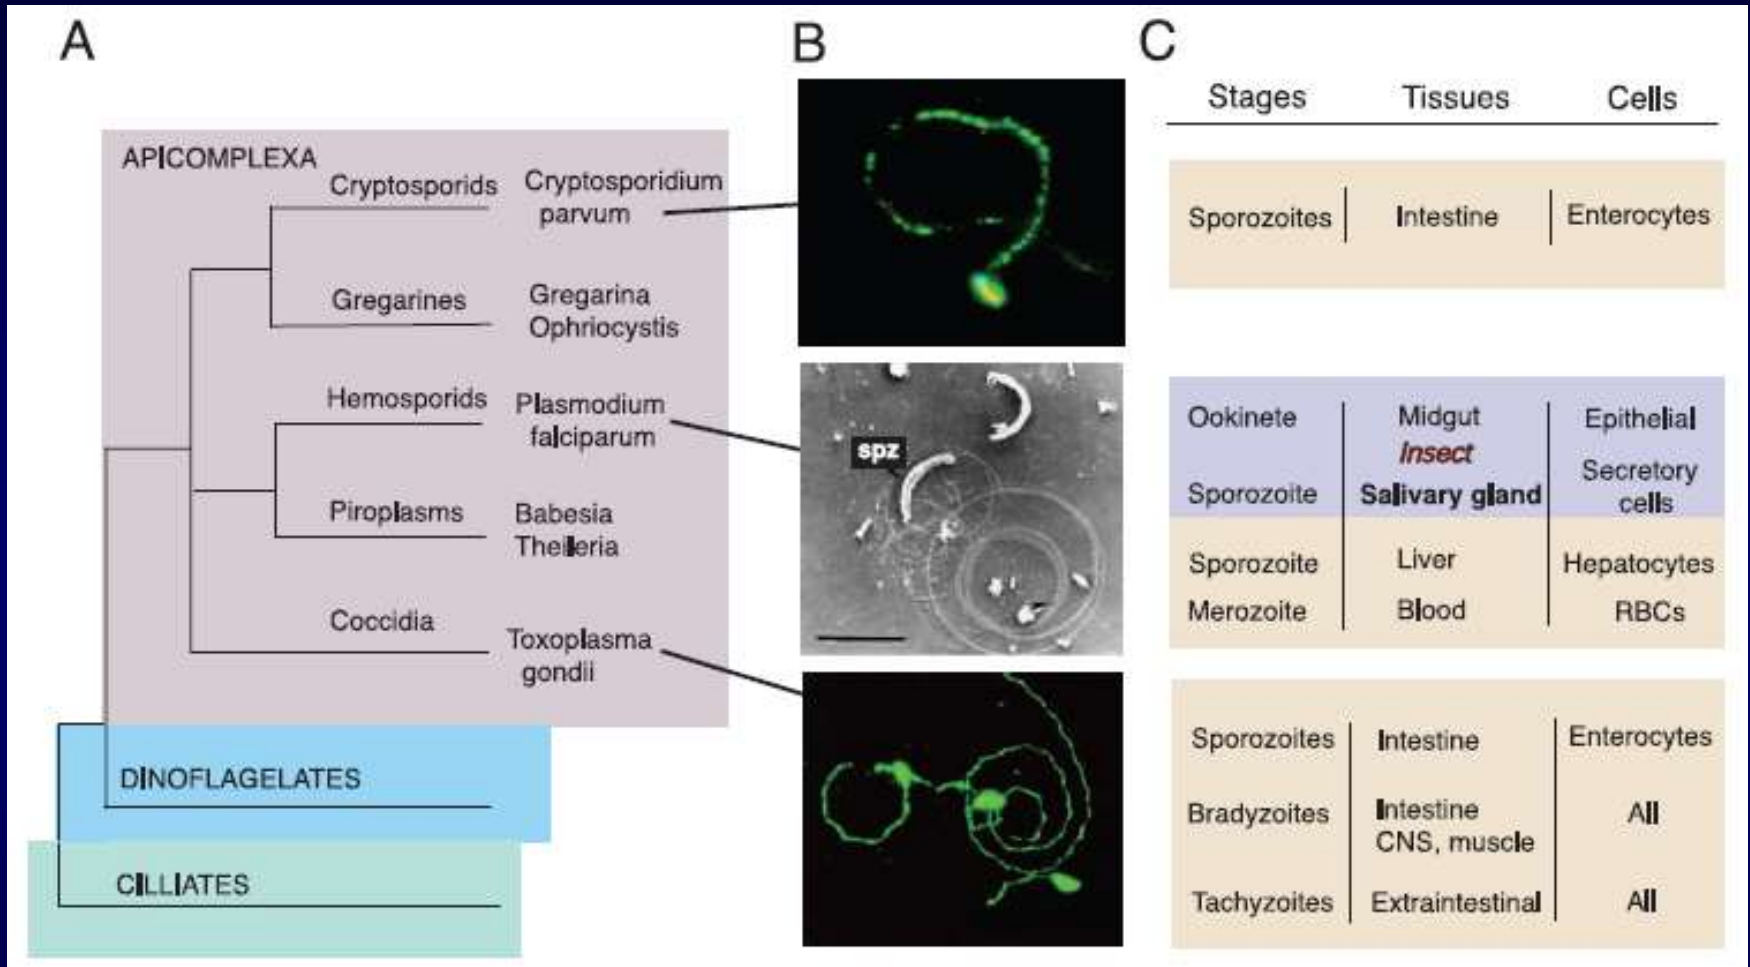 A
B
C
APICOMPLEXA
Cryptosporids
Cryptosporidium
parvum
Gregarines
Gregarina
Ophriocystis
Hemosporids
Plasmodium
falciparum
Piroplasms
Babesia
Theileria
Coccidia
Toxoplasma
gondii
DINOFLAGELATES
CILLIATES
spz
Stages Tissues Cells
Sporozoites Intestine Enterocytes
Ookinete Midgut Epithelial
Insect
Sporozoite Salivary gland Secretory
cells
Sporozoite Liver Hepatocytes
Merozoite Blood RBCs
Sporozoites Intestine Enterocytes
Bradyzoites Intestine All
CNS, muscle
Tachyzoites Extraintestinal All